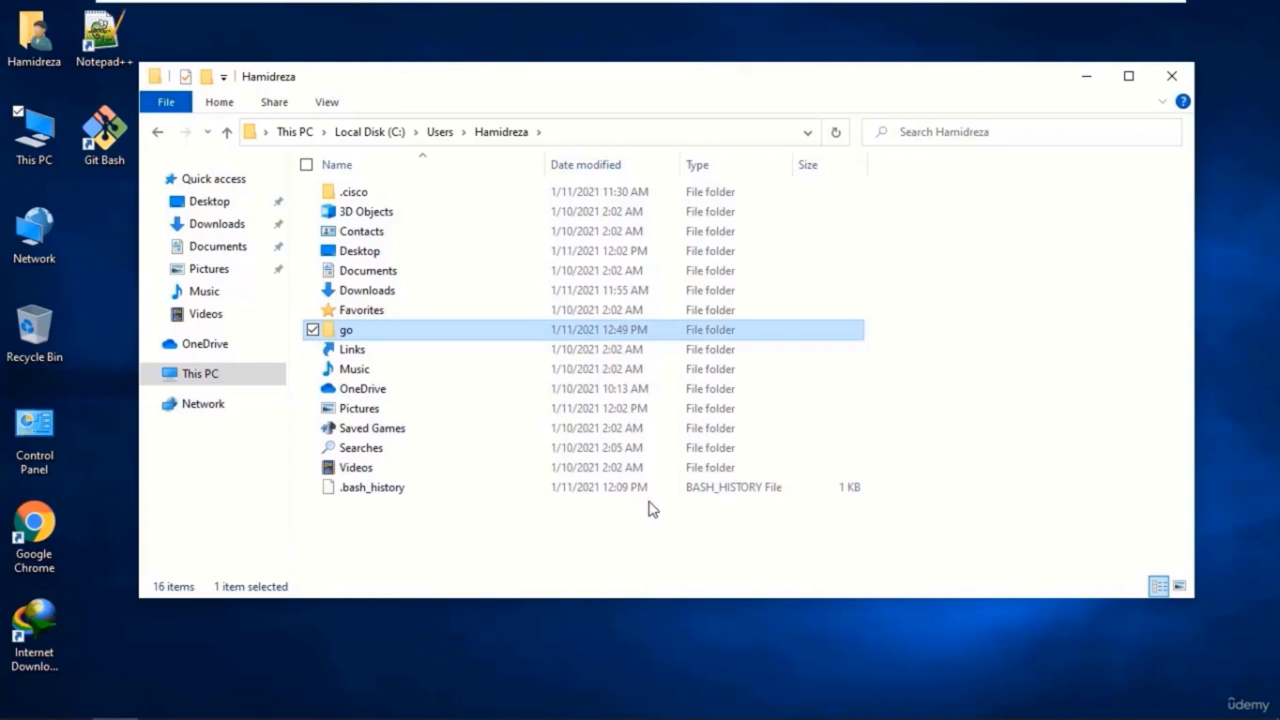 Hamidreza
Notepad++
This PC
Git Bash
Network
Recycle Bin
Control
Panel
Google
Chrome
Internet
Downlo...
Hamidreza
File Home Share View
This PC Local Disk (C:) Users Hamidreza
Search Hamidreza
Quick access
Desktop
Downloads
Documents
Pictures
Music
Videos
OneDrive
This PC
Network
Name Date modified Type Size
.cisco 1/11/2021 11:30 AM File folder
3D Objects 1/10/2021 2:02 AM File folder
Contacts 1/10/2021 2:02 AM File folder
Desktop 1/11/2021 12:02 PM File folder
Documents 1/10/2021 2:02 AM File folder
Downloads 1/11/2021 11:55 AM File folder
Favorites 1/10/2021 2:02 AM File folder
go 1/11/2021 12:49 PM File folder
Links 1/10/2021 2:02 AM File folder
Music 1/10/2021 2:02 AM File folder
OneDrive 1/10/2021 10:13 AM File folder
Pictures 1/11/2021 12:02 PM File folder
Saved Games 1/10/2021 2:02 AM File folder
Searches 1/10/2021 2:05 AM File folder
Videos 1/10/2021 2:02 AM File folder
.bash_history 1/11/2021 12:09 PM BASH_HISTORY File 1 KB
16 items 1 item selected
ûdemy